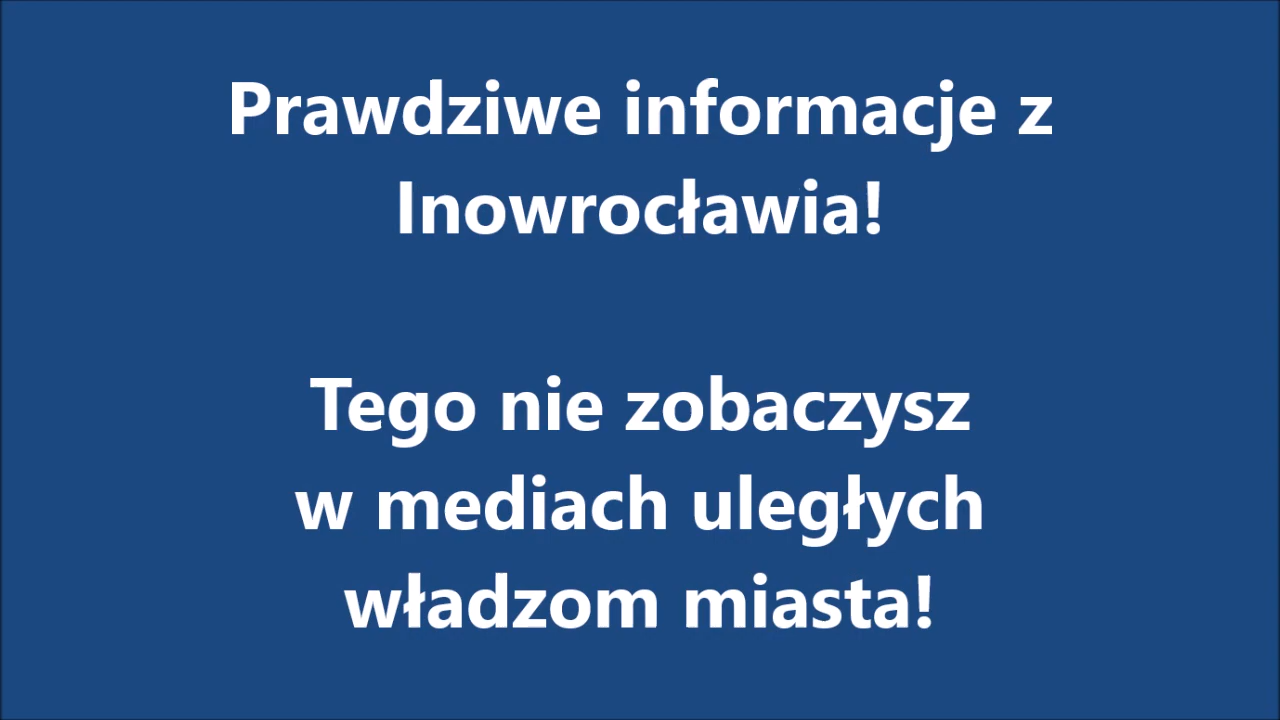 Prawdziwe informacje z
Inowrocławia!
Tego nie zobaczysz
w mediach uległych
władzom miasta!